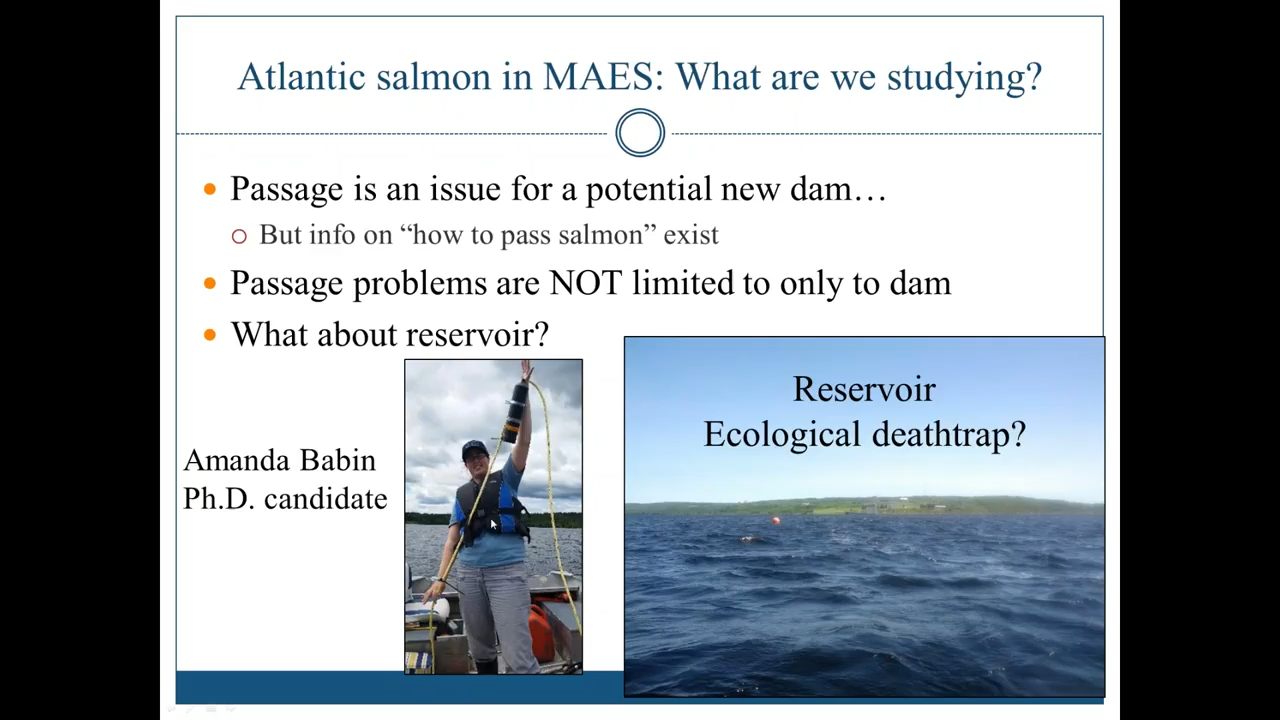 Atlantic salmon in MAES: What are we studying?
Passage is an issue for a potential new dam…
But info on “how to pass salmon” exist
Passage problems are NOT limited to only to dam
What about reservoir?
Amanda Babin
Ph.D. candidate
Reservoir
Ecological deathtrap?